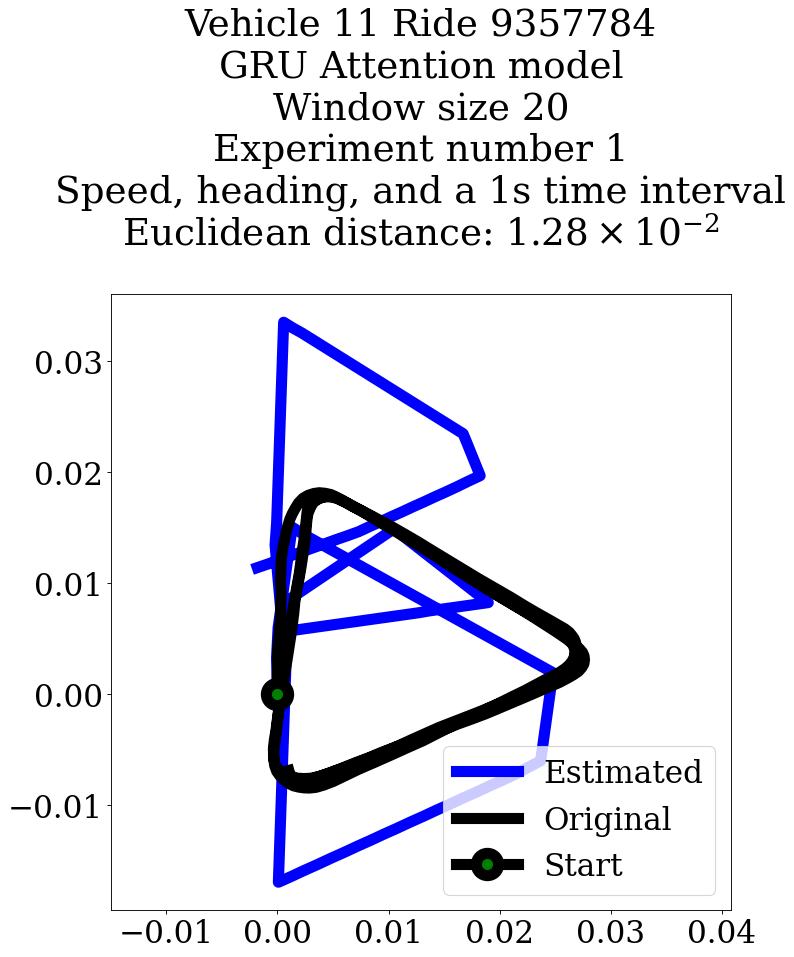 Vehicle 11 Ride 9357784
GRU Attention model
Window size 20
Experiment number 1
Speed, heading, and a 1s time interval
Euclidean distance: 1.28 × 10⁻²
0.03
0.02
0.01
0.00
−0.01
Estimated
Original
Start
−0.01 0.00 0.01 0.02 0.03 0.04